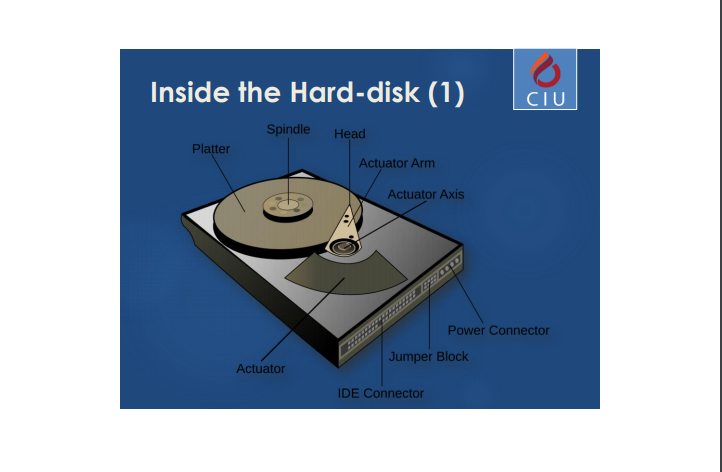 Inside the Hard-disk (1)
CIU
Spindle
Head
Platter
Actuator Arm
Actuator Axis
Power Connector
Jumper Block
Actuator
IDE Connector